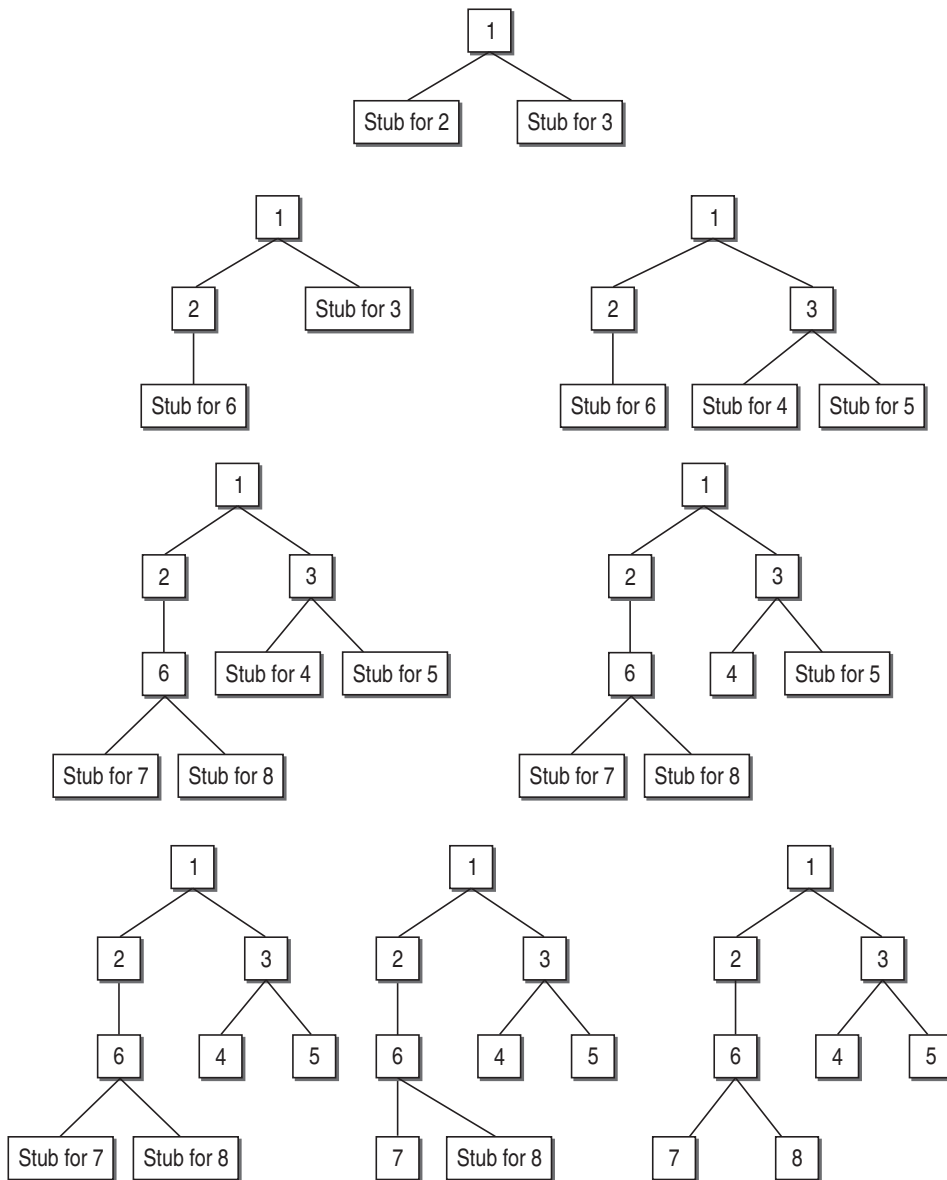 1
Stub for 2 Stub for 3
1 1
2 Stub for 3 2 3
Stub for 6 Stub for 6 Stub for 4 Stub for 5
1 1
2 3 2 3
6 Stub for 4 Stub for 5 6 4 Stub for 5
Stub for 7 Stub for 8 Stub for 7 Stub for 8
1 1 1
2 3 2 3 2 3
6 4 5 6 4 5 6 4 5
Stub for 7 Stub for 8 7 Stub for 8 7 8